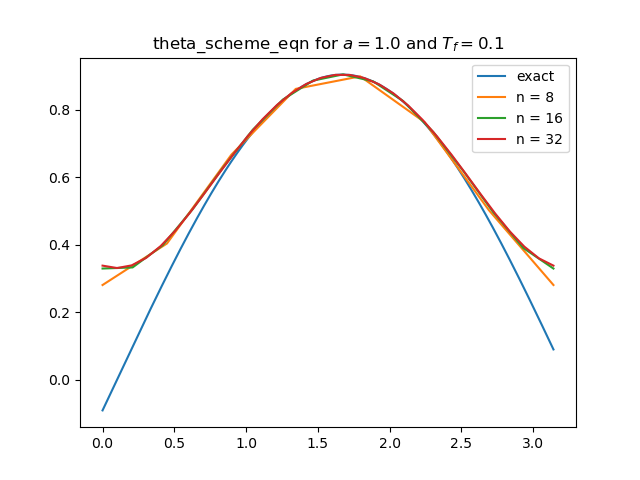 theta_scheme_eqn for a = 1.0 and T_f = 0.1
exact
n = 8
n = 16
n = 32
0.8
0.6
0.4
0.2
0.0
0.0 0.5 1.0 1.5 2.0 2.5 3.0